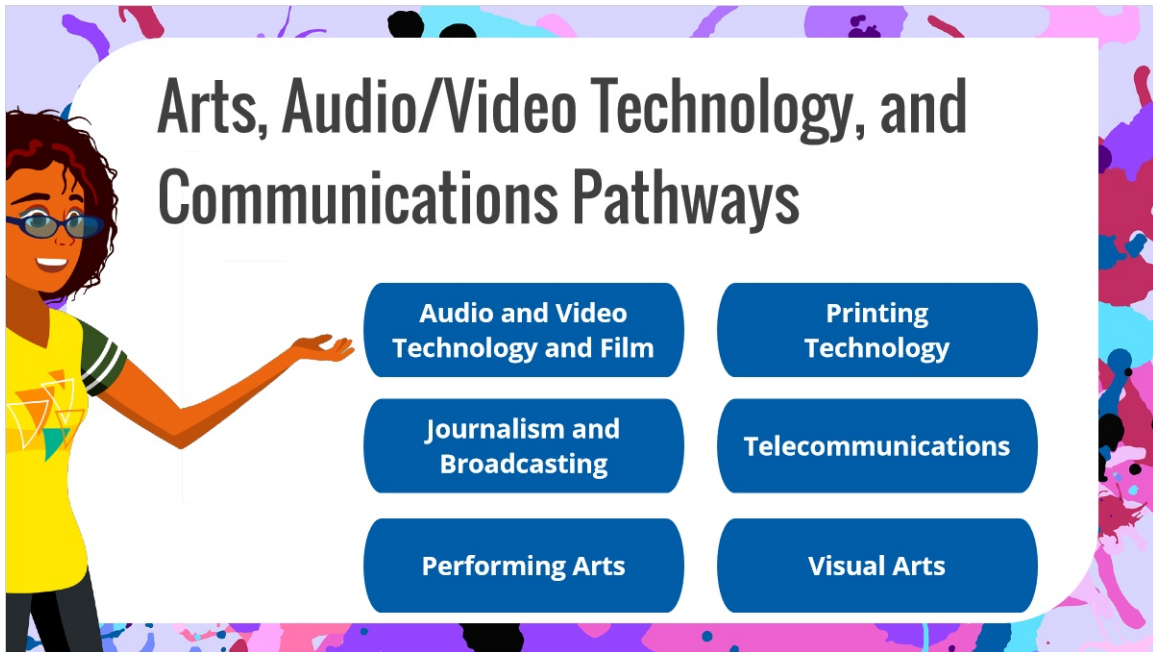 Arts, Audio/Video Technology, and
Communications Pathways
Audio and Video
Technology and Film
Printing
Technology
Journalism and
Broadcasting
Telecommunications
Performing Arts
Visual Arts